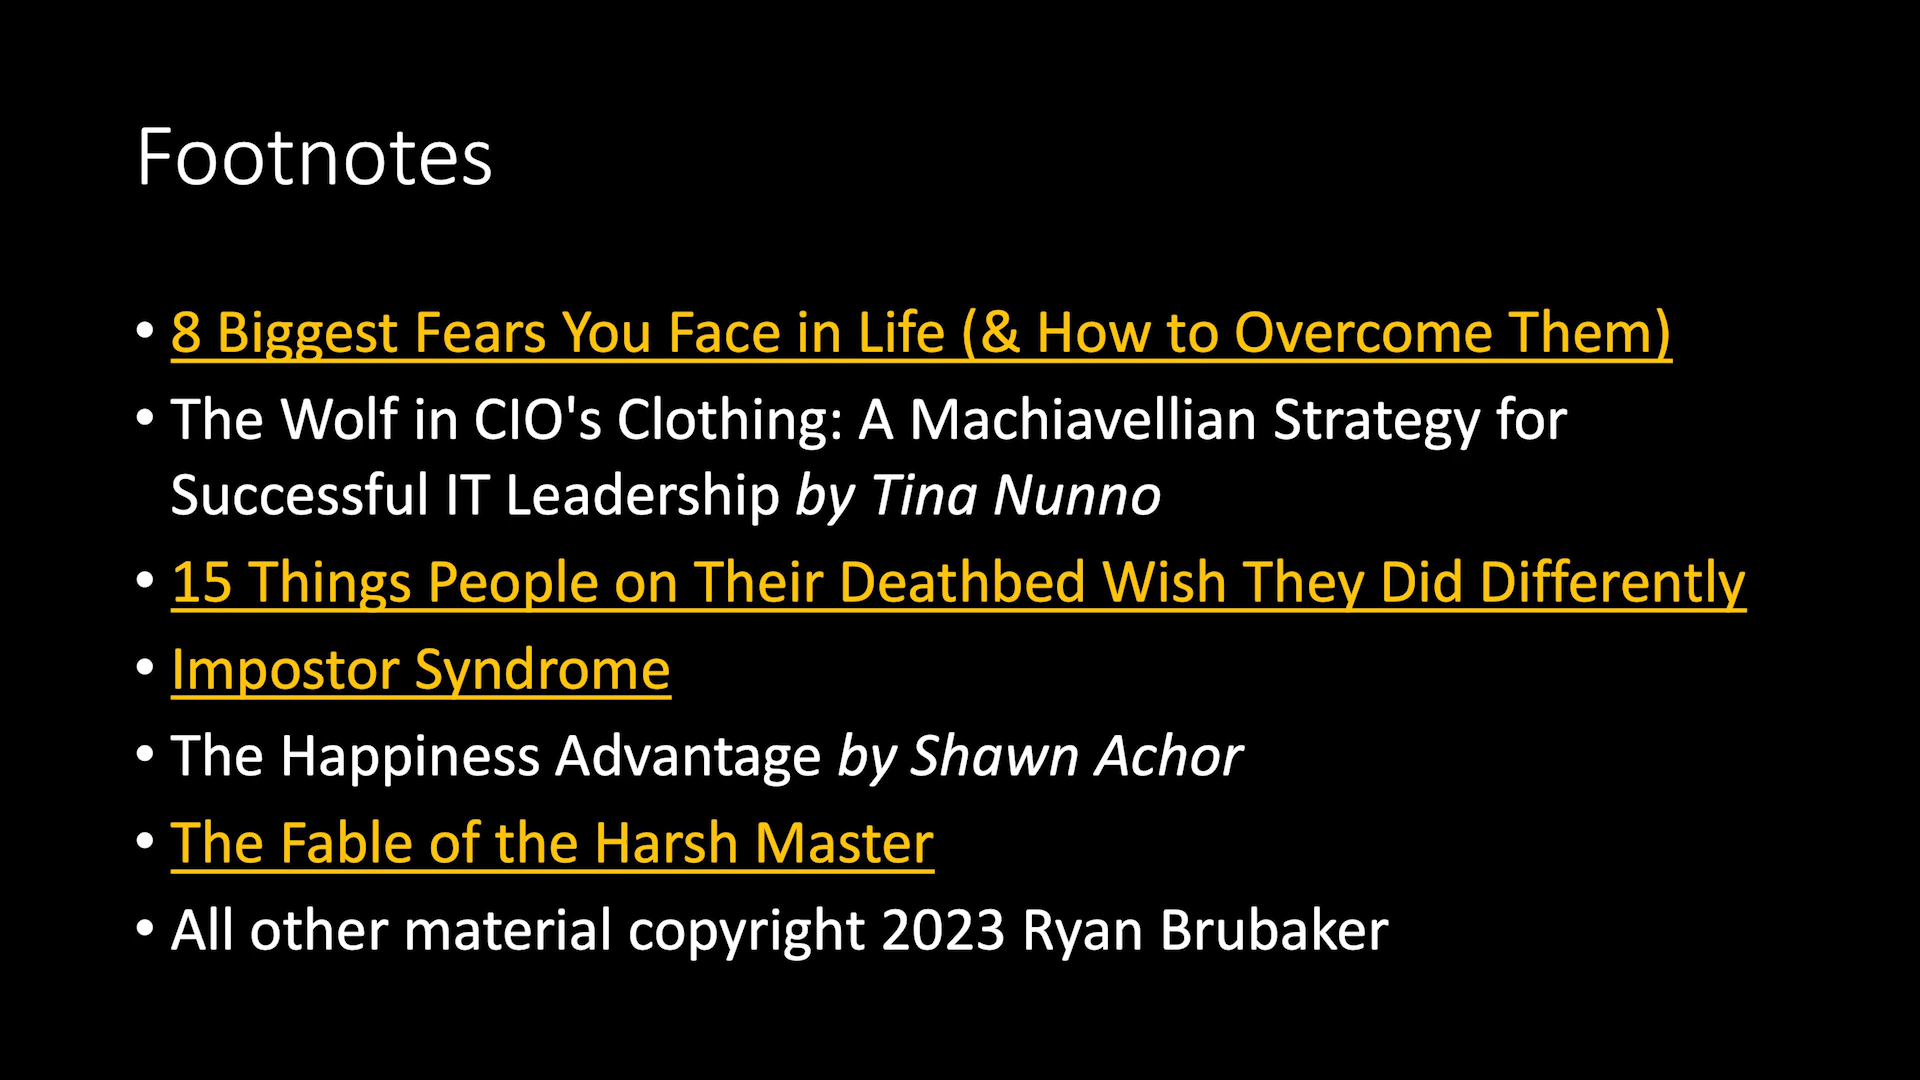 Footnotes
• 8 Biggest Fears You Face in Life (& How to Overcome Them)
• The Wolf in CIO's Clothing: A Machiavellian Strategy for
Successful IT Leadership by Tina Nunno
• 15 Things People on Their Deathbed Wish They Did Differently
• Impostor Syndrome
• The Happiness Advantage by Shawn Achor
• The Fable of the Harsh Master
• All other material copyright 2023 Ryan Brubaker